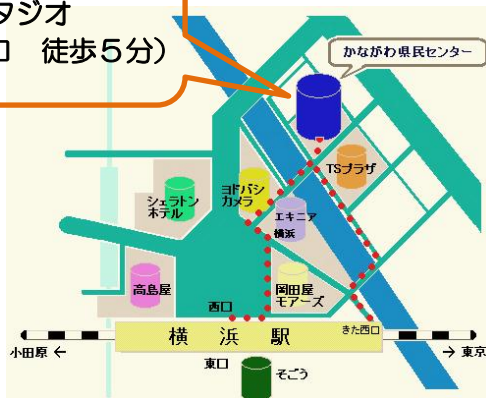 タジオ
口　徒歩５分）
かながわ県民センター
TSプラザ
ヨドバシ
カメラ
シェラトン
ホテル
エキニア
横浜
高島屋
岡田屋
モアーズ
西口
きた西口
横 浜 駅
小田原 ←
→ 東京
東口
そごう